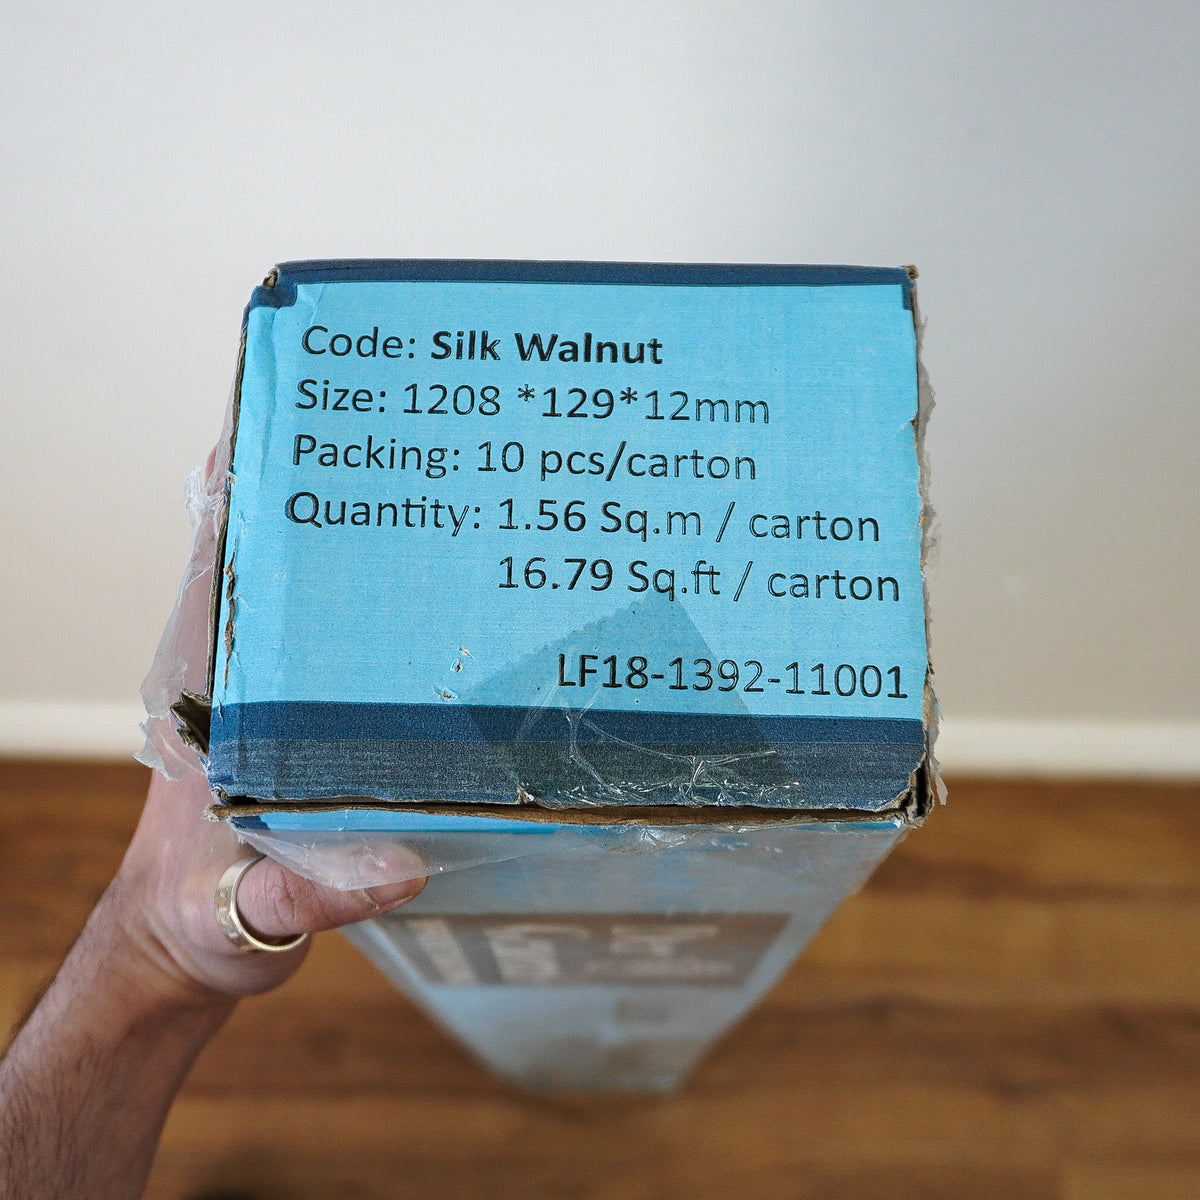 Code: Silk Walnut
Size: 1208 *129*12mm
Packing: 10 pcs/carton
Quantity: 1.56 Sq.m / carton
16.79 Sq.ft / carton
LF18-1392-11001